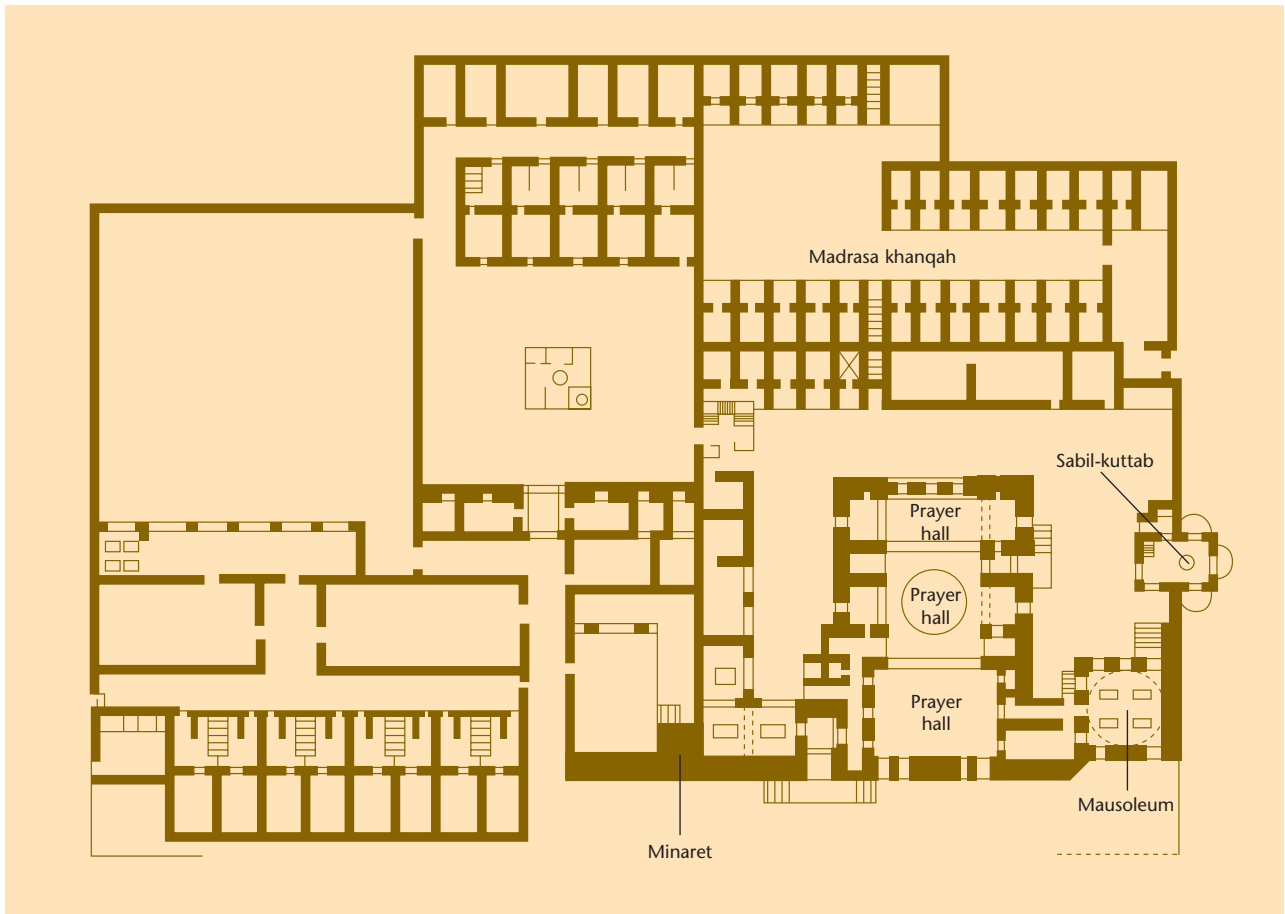 Madrasa khanqah
Sabil-kuttab
Prayer
hall
Prayer
hall
Prayer
hall
Mausoleum
Minaret